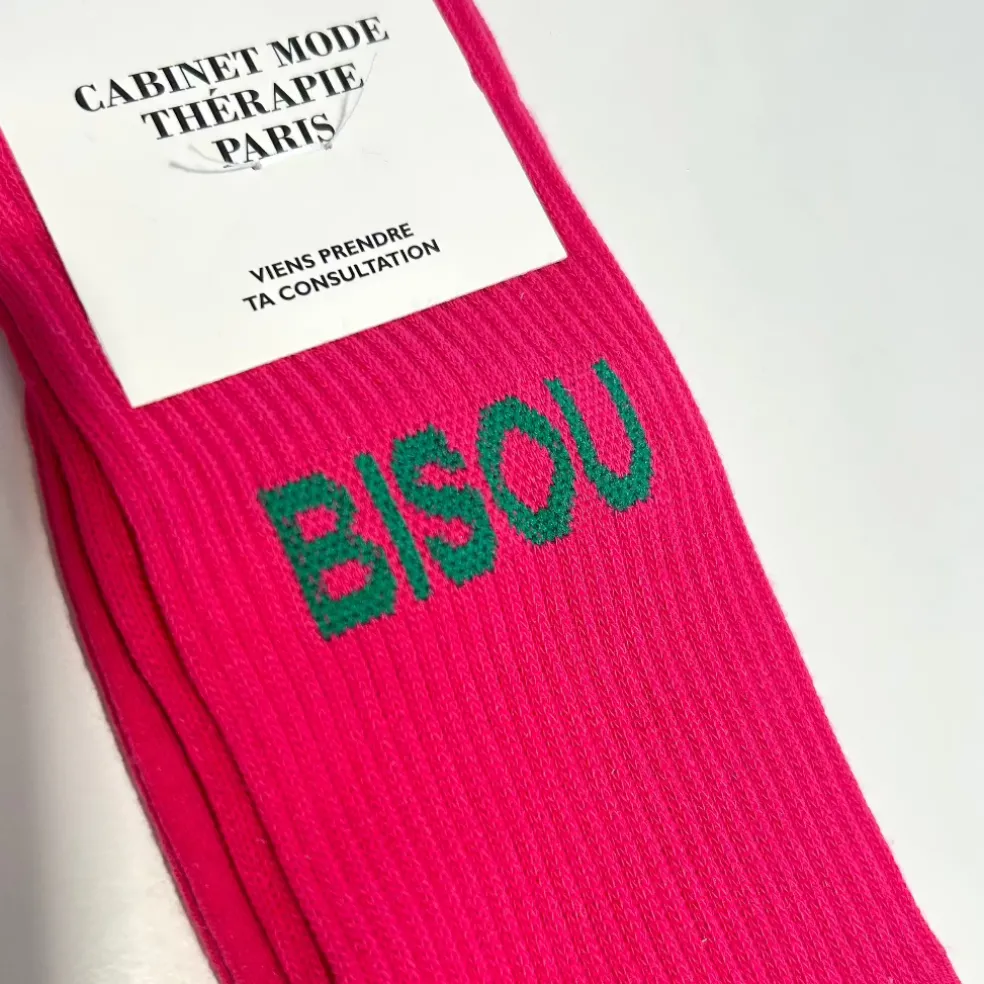 CABINET MODE
THÉRAPIE
PARIS
VIENS PRENDRE
TA CONSULTATION
BISOU